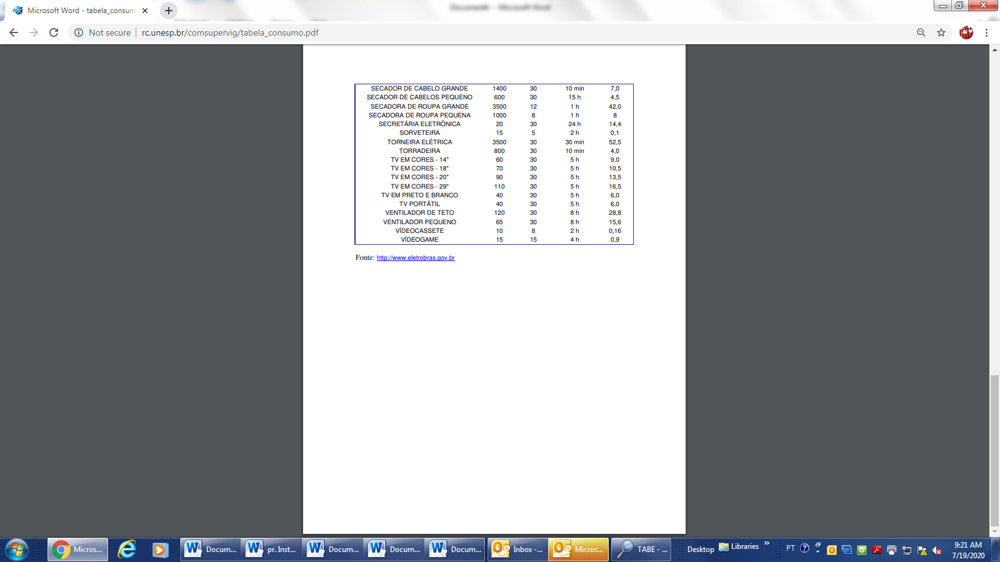 Microsoft Word - tabela_consum
Document4 - Microsoft Word
Not secure | rc.unesp.br/comsupervig/tabela_consumo.pdf
SECADOR DE CABELO GRANDE 1400 30 10 min 7,0
SECADOR DE CABELOS PEQUENO 600 30 15 h 4,5
SECADORA DE ROUPA GRANDE 3500 12 1 h 42,0
SECADORA DE ROUPA PEQUENA 1000 8 1 h 8
SECRETÁRIA ELETRÔNICA 20 30 24 h 14,4
SORVETEIRA 15 5 2 h 0,1
TORNEIRA ELÉTRICA 3500 30 30 min 52,5
TORRADEIRA 800 30 10 min 4,0
TV EM CORES - 14" 60 30 5 h 9,0
TV EM CORES - 18" 70 30 5 h 10,5
TV EM CORES - 20" 90 30 5 h 13,5
TV EM CORES - 29" 110 30 5 h 16,5
TV EM PRETO E BRANCO 40 30 5 h 6,0
TV PORTÁTIL 40 30 5 h 6,0
VENTILADOR DE TETO 120 30 8 h 28,8
VENTILADOR PEQUENO 65 30 8 h 15,6
VÍDEOCASSETE 10 8 2 h 0,16
VÍDEOGAME 15 15 4 h 0,9
Fonte: http://www.eletrobras.gov.br
Micros... Docum... pr. Inst... Docum... Docum... Docum... Inbox -... Micros... TABE - ... Desktop Libraries » PT 9:21 AM
7/19/2020